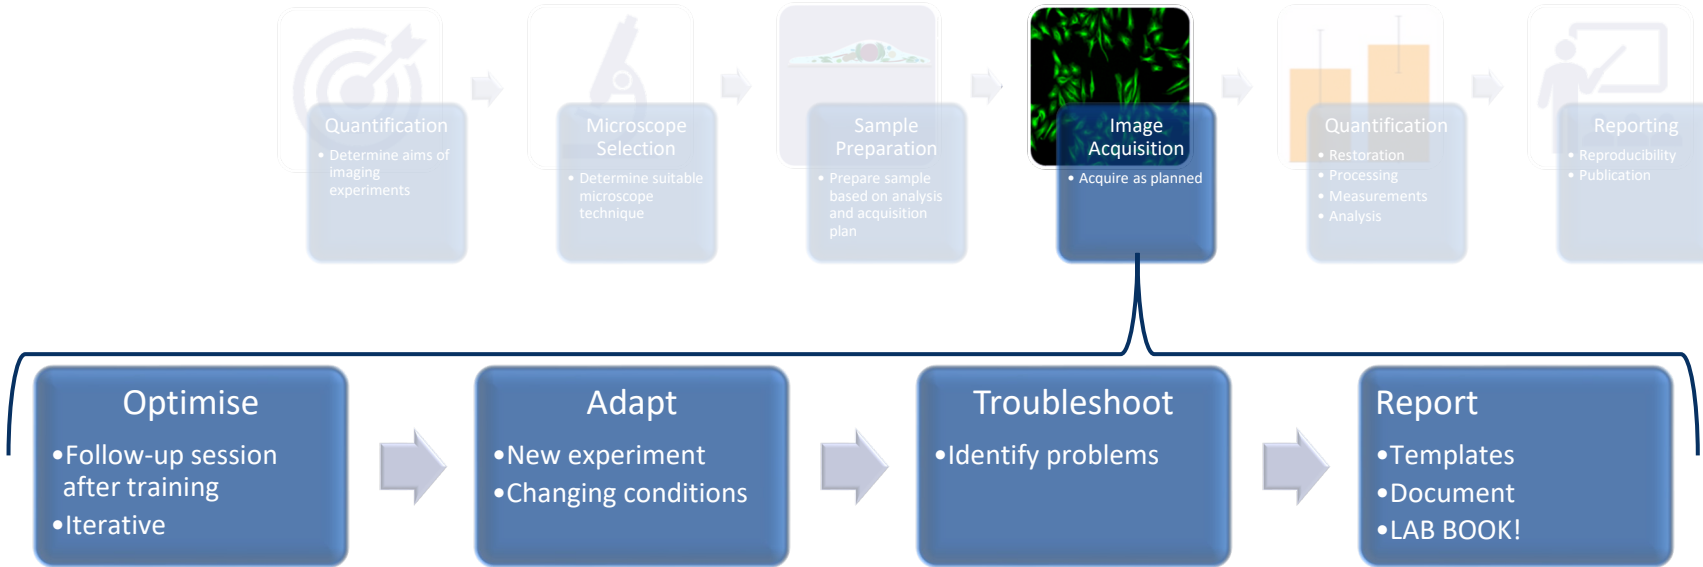 Quantification
• Determine aims of
imaging
experiments
Microscope
Selection
• Determine suitable
microscope
technique
Sample
Preparation
• Prepare sample
based on analysis
and acquisition
plan
Image
Acquisition
• Acquire as planned
Quantification
• Restoration
• Processing
• Measurements
• Analysis
Reporting
• Reproducibility
• Publication
Optimise
•Follow-up session
after training
•Iterative
Adapt
•New experiment
•Changing conditions
Troubleshoot
•Identify problems
Report
•Templates
•Document
•LAB BOOK!